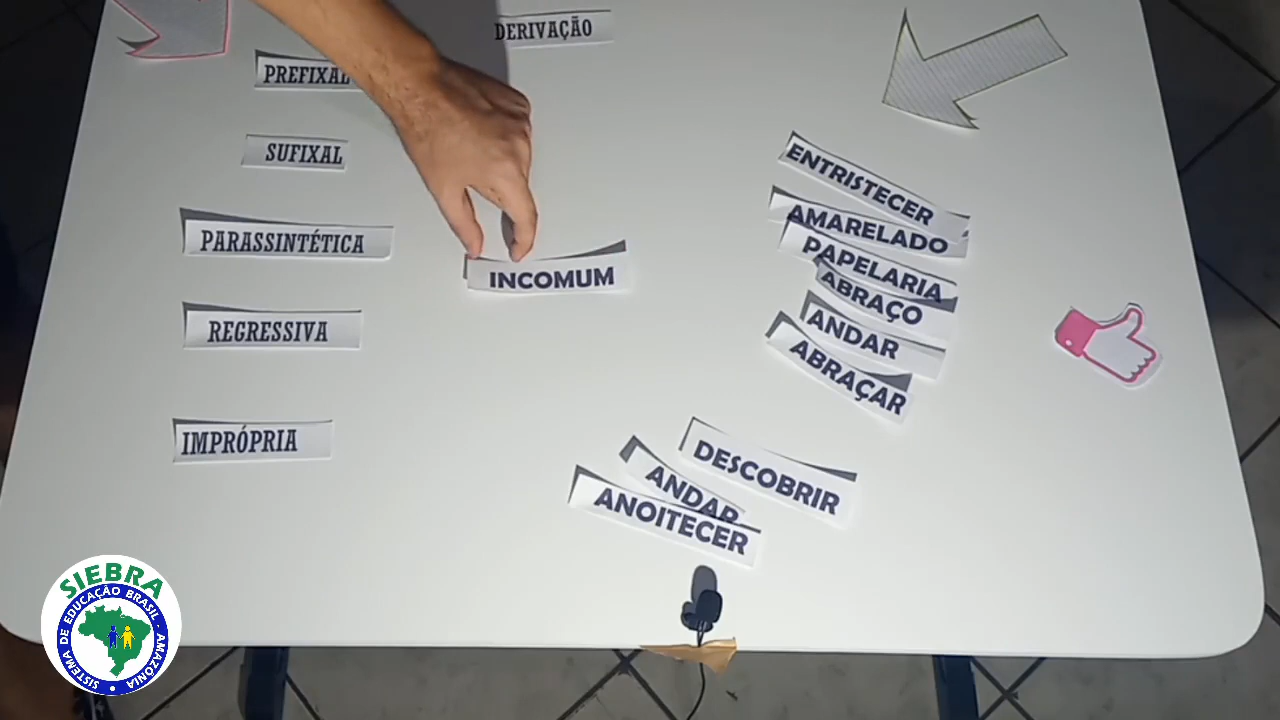 DERIVAÇÃO
PREFIXAL
SUFIXAL
PARASSINTÉTICA
REGRESSIVA
IMPRÓPRIA
INCOMUM
ENTRISTECER
AMARELADO
PAPELARIA
ABRAÇO
ANDAR
ABRAÇAR
DESCOBRIR
ANDAR
ANOITECER
SIEBRA
SISTEMA DE EDUCAÇÃO BRASIL - AMAZÔNIA